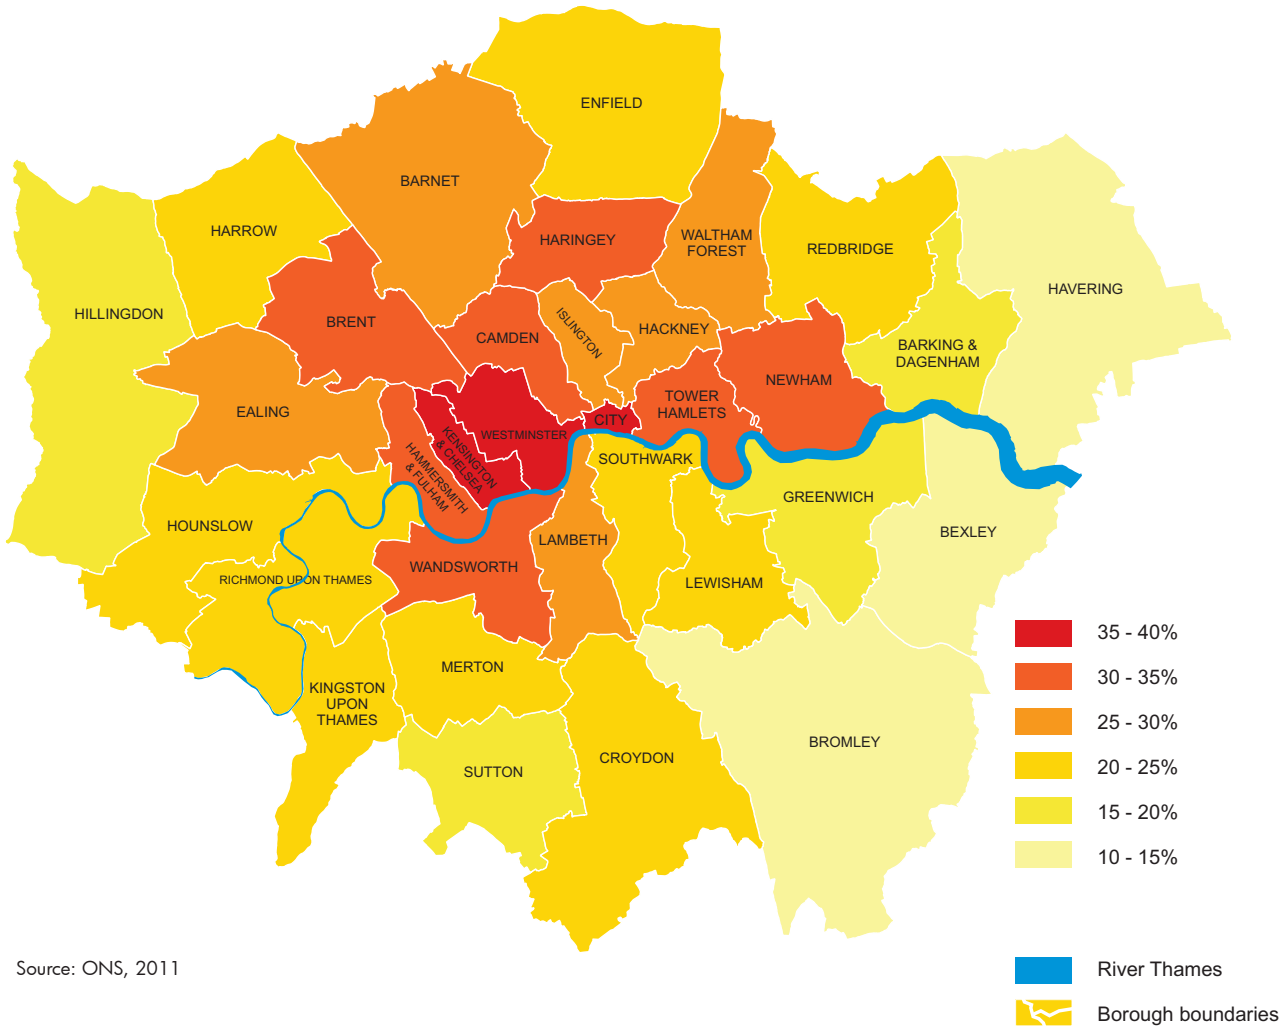 ENFIELD
BARNET
HARROW
HARINGEY
WALTHAM
FOREST
REDBRIDGE
HAVERING
HILLINGDON
BRENT
CAMDEN
ISLINGTON
HACKNEY
BARKING &
DAGENHAM
NEWHAM
TOWER
HAMLETS
EALING
CITY
WESTMINSTER
KENSINGTON
& CHELSEA
HAMMERSMITH
& FULHAM
SOUTHWARK
GREENWICH
HOUNSLOW
BEXLEY
LAMBETH
WANDSWORTH
RICHMOND UPON THAMES
LEWISHAM
MERTON
KINGSTON
UPON
THAMES
BROMLEY
CROYDON
SUTTON
35 - 40%
30 - 35%
25 - 30%
20 - 25%
15 - 20%
10 - 15%
River Thames
Borough boundaries
Source: ONS, 2011